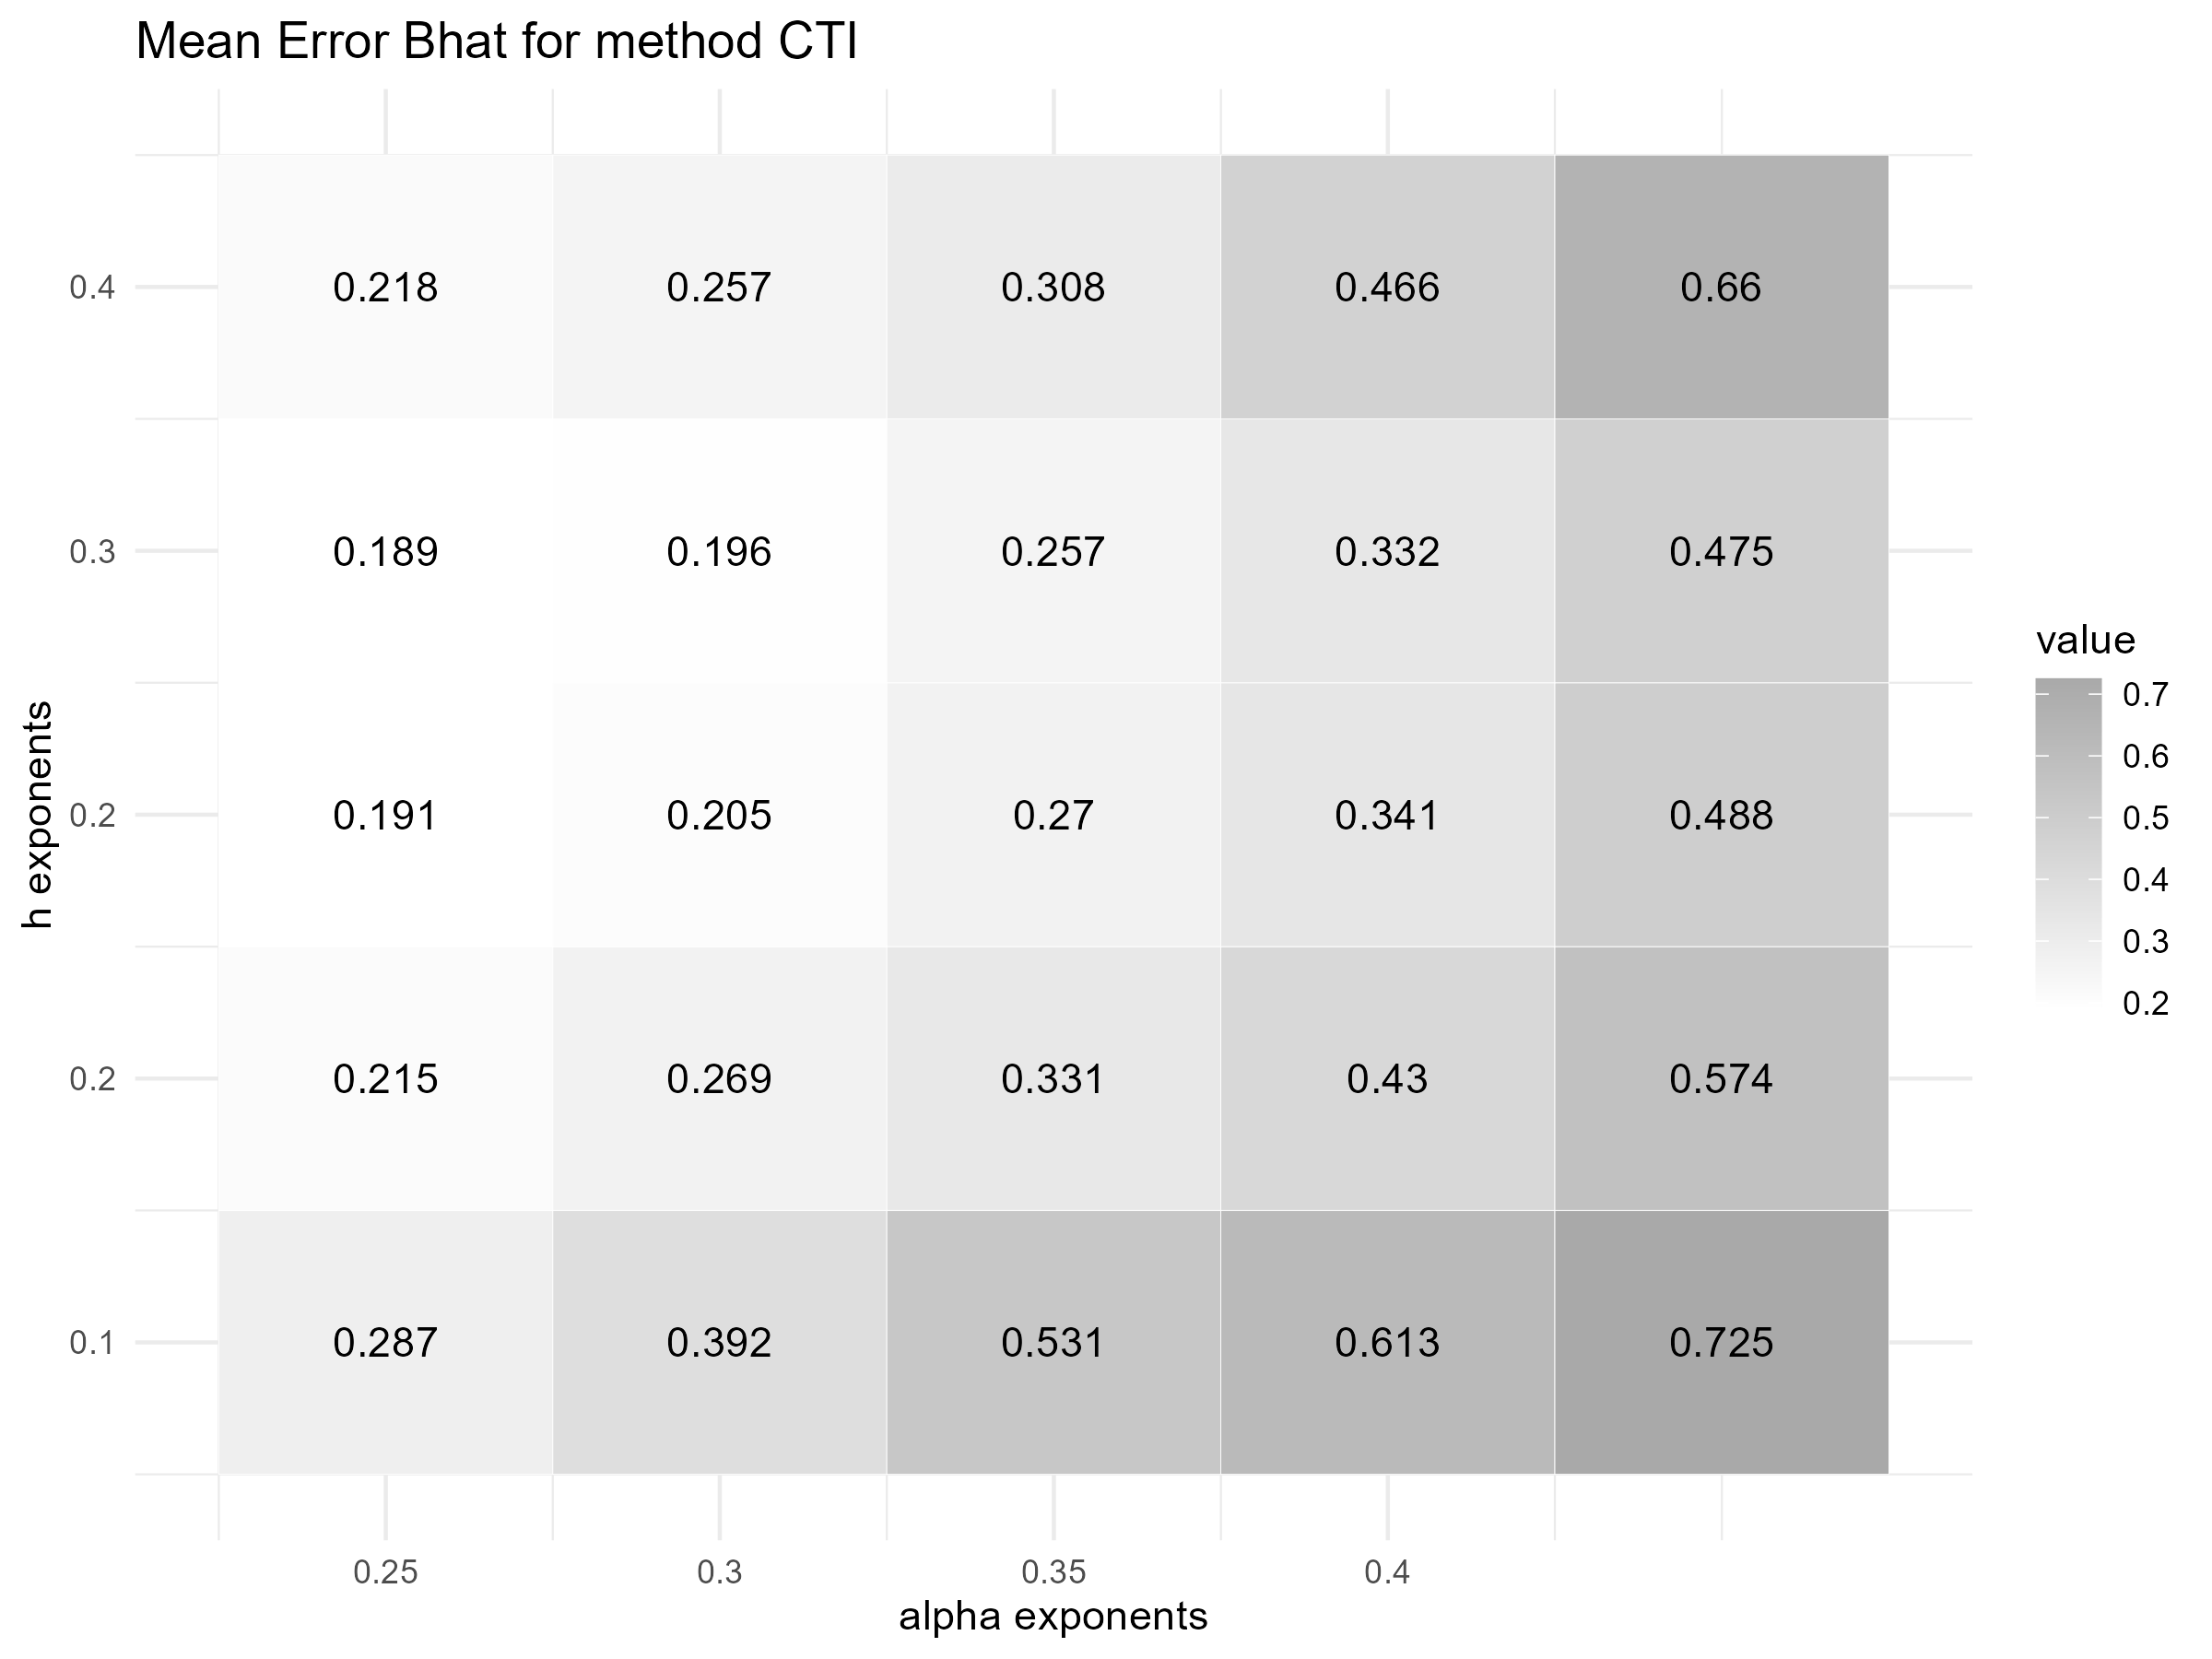 Mean Error Bhat for method CTI
h exponents
0.4 0.218 0.257 0.308 0.466 0.66
0.3 0.189 0.196 0.257 0.332 0.475
0.2 0.191 0.205 0.27 0.341 0.488
0.2 0.215 0.269 0.331 0.43 0.574
0.1 0.287 0.392 0.531 0.613 0.725
0.25 0.3 0.35 0.4
alpha exponents
value
0.7
0.6
0.5
0.4
0.3
0.2